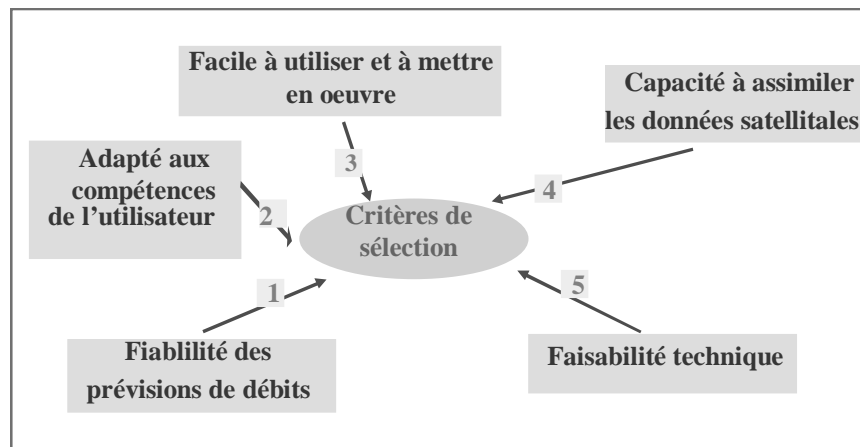 Facile à utiliser et à mettre
en oeuvre
Capacité à assimiler
les données satellitales
3
Adapté aux
compétences
de l’utilisateur
4
2
Critères de
sélection
1
5
Fiablilité des
prévisions de débits
Faisabilité technique